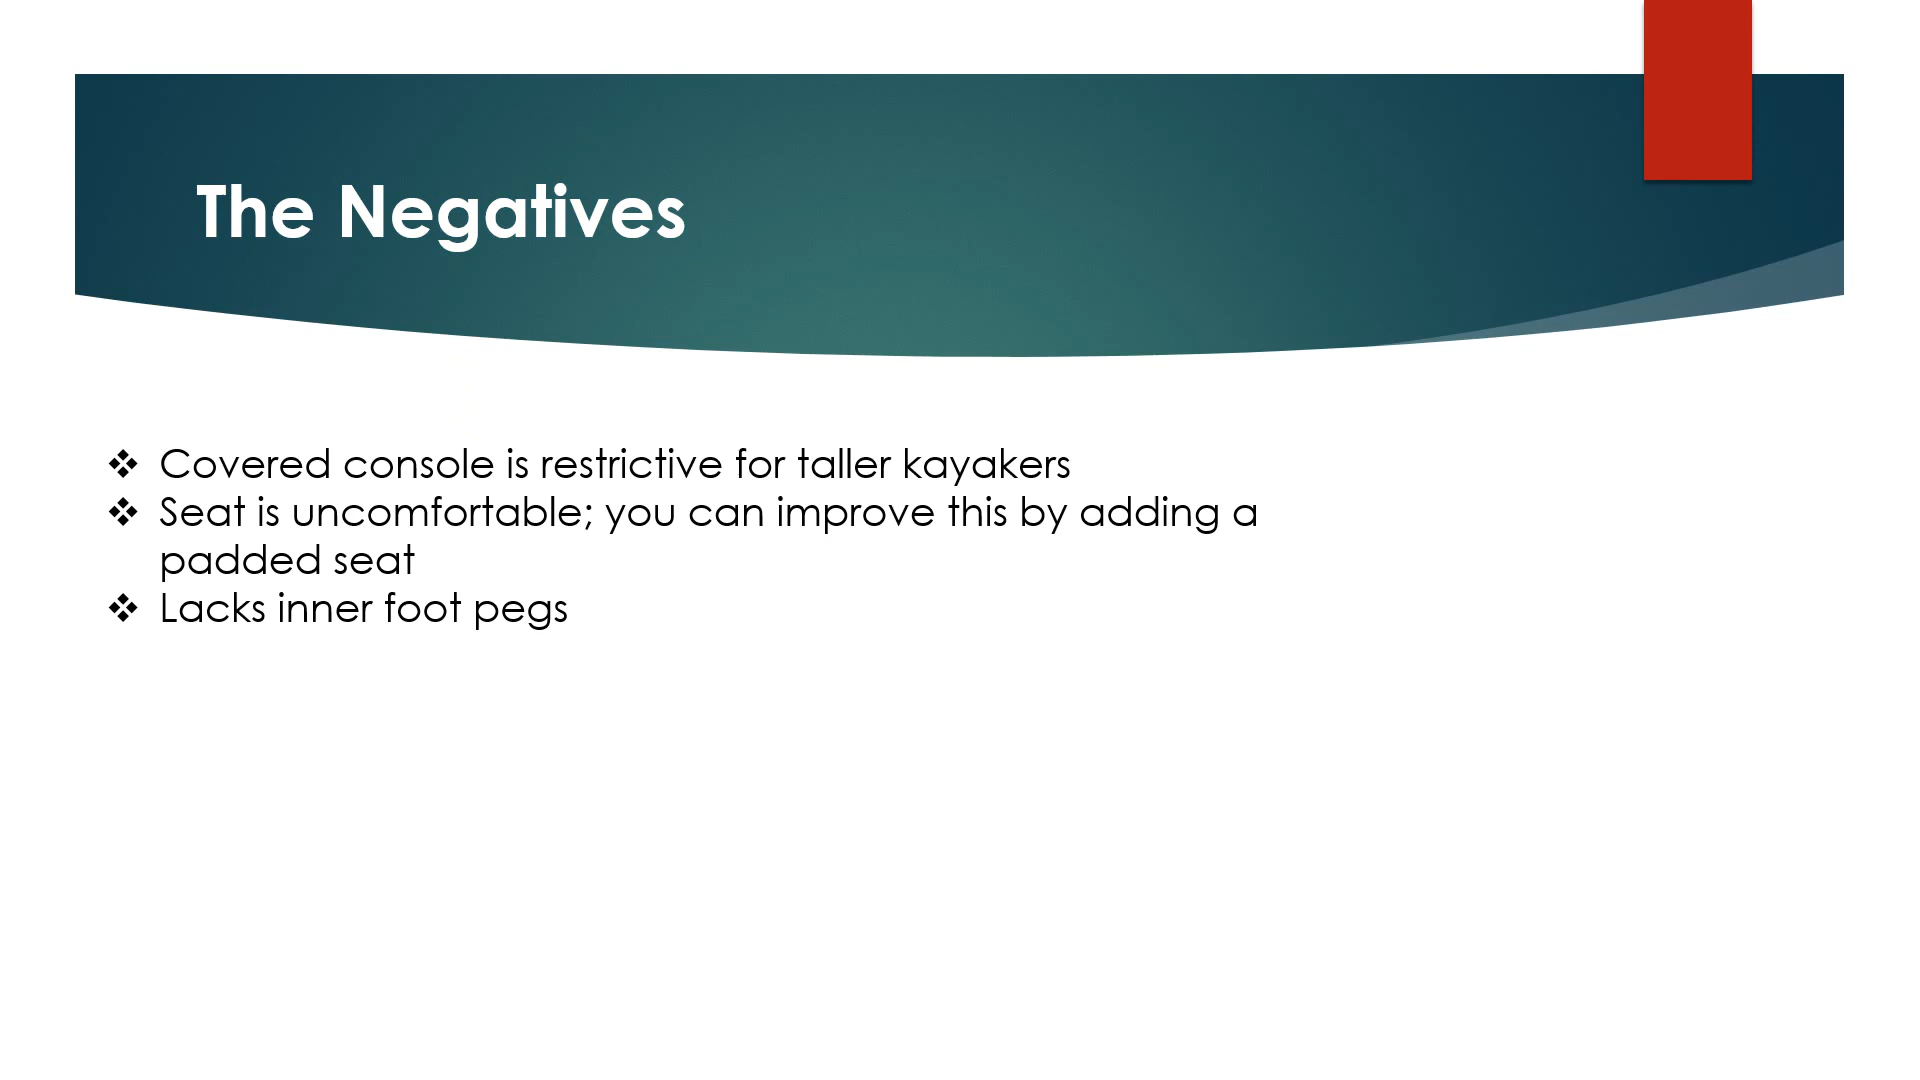 The Negatives
❖ Covered console is restrictive for taller kayakers
❖ Seat is uncomfortable; you can improve this by adding a
padded seat
❖ Lacks inner foot pegs